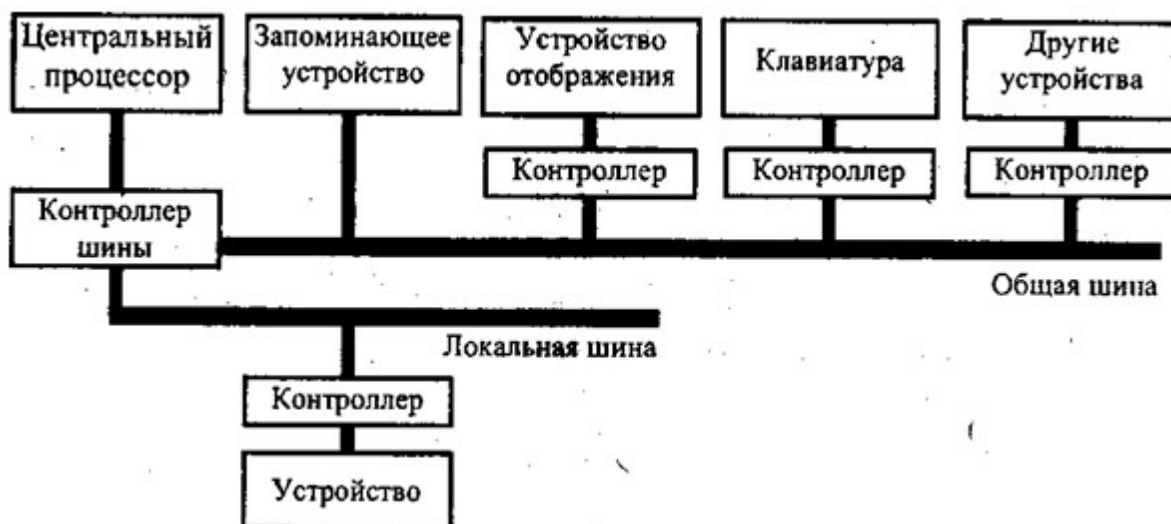 Центральный
процессор
Запоминающее
устройство
Устройство
отображения
Клавиатура
Другие
устройства
Контроллер
Контроллер
Контроллер
Контроллер
шины
Общая шина
Локальная шина
Контроллер
Устройство